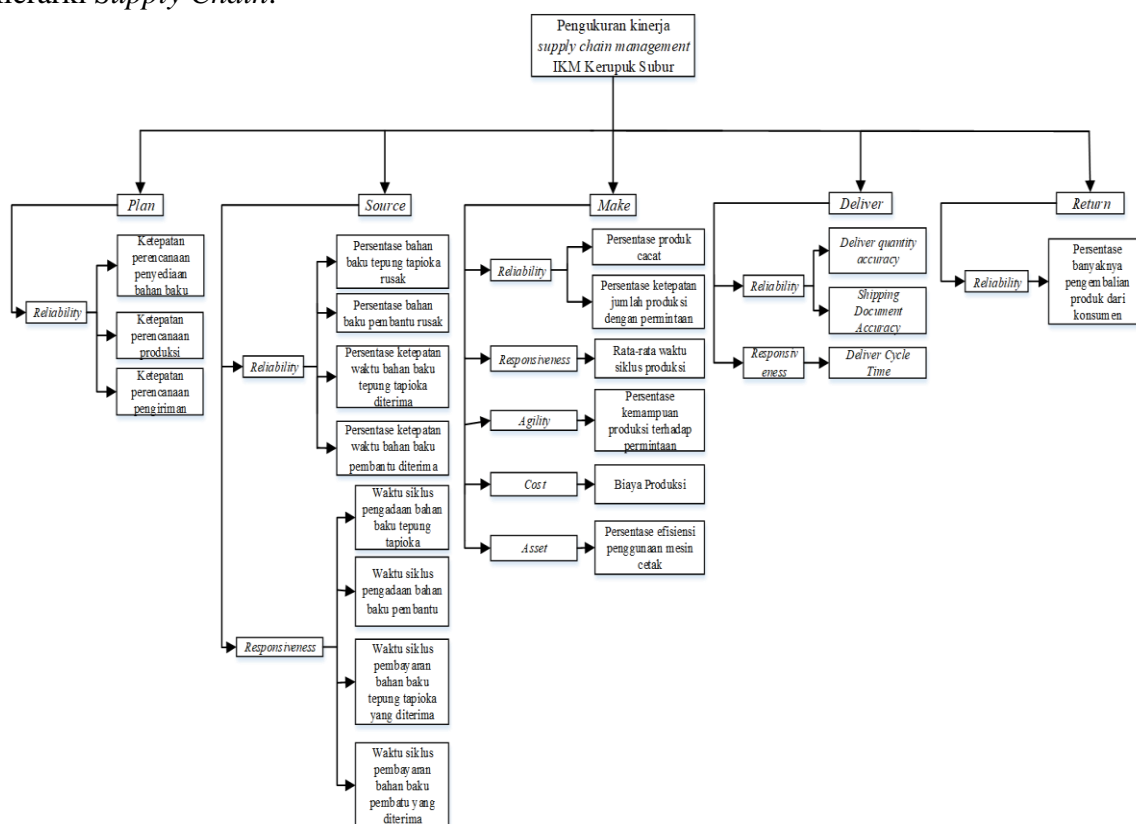 Supply Chain.
Pengukuran kinerja
supply chain management
IKM Kerupuk Subur
Plan
Source
Make
Deliver
Return
Reliability
Ketepatan
perencanaan
penyediaan
bahan baku
Ketepatan
perencanaan
produksi
Ketepatan
perencanaan
pengiriman
Reliability
Persentase bahan
baku tepung tapioka
rusak
Persentase bahan
baku pembantu rusak
Persentase ketepatan
waktu bahan baku
tepung tapioka
diterima
Persentase ketepatan
waktu bahan baku
pembantu diterima
Responsiveness
Waktu siklus
pengadaan bahan
baku tepung
tapioka
Waktu siklus
pengadaan bahan
baku pembantu
Waktu siklus
pembayaran
bahan baku
tepung tapioka
yang diterima
Waktu siklus
pembayaran
bahan baku
pembatu yang
diterima
Reliability
Persentase produk
cacat
Persentase ketepatan
jumlah produksi
dengan permintaan
Responsiveness
Rata-rata waktu
siklus produksi
Agility
Persentase
kemampuan
produksi terhadap
permintaan
Cost
Biaya Produksi
Asset
Persentase efisiensi
penggunaan mesin
cetak
Reliability
Deliver quantity
accuracy
Shipping
Document
Accuracy
Responsiv
eness
Deliver Cycle
Time
Reliability
Persentase
banyaknya
pengembalian
produk dari
konsumen